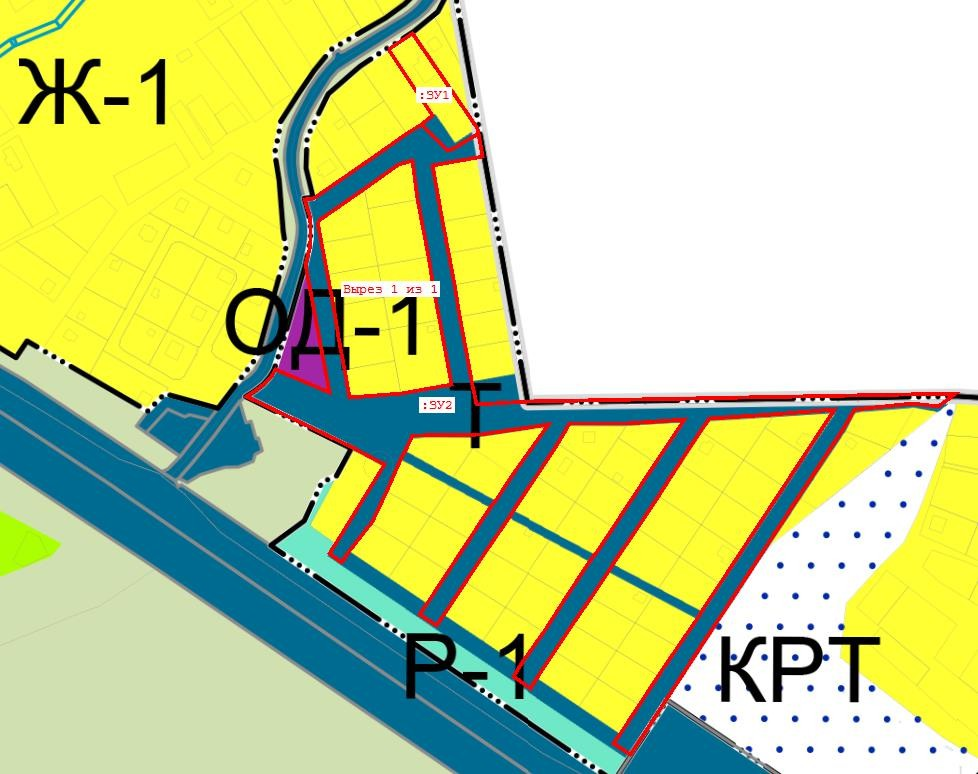 Ж-1
:ЗУ1
Вырез 1 из 1
ОД-1
:ЗУ2
Т
Р-1
КРТ